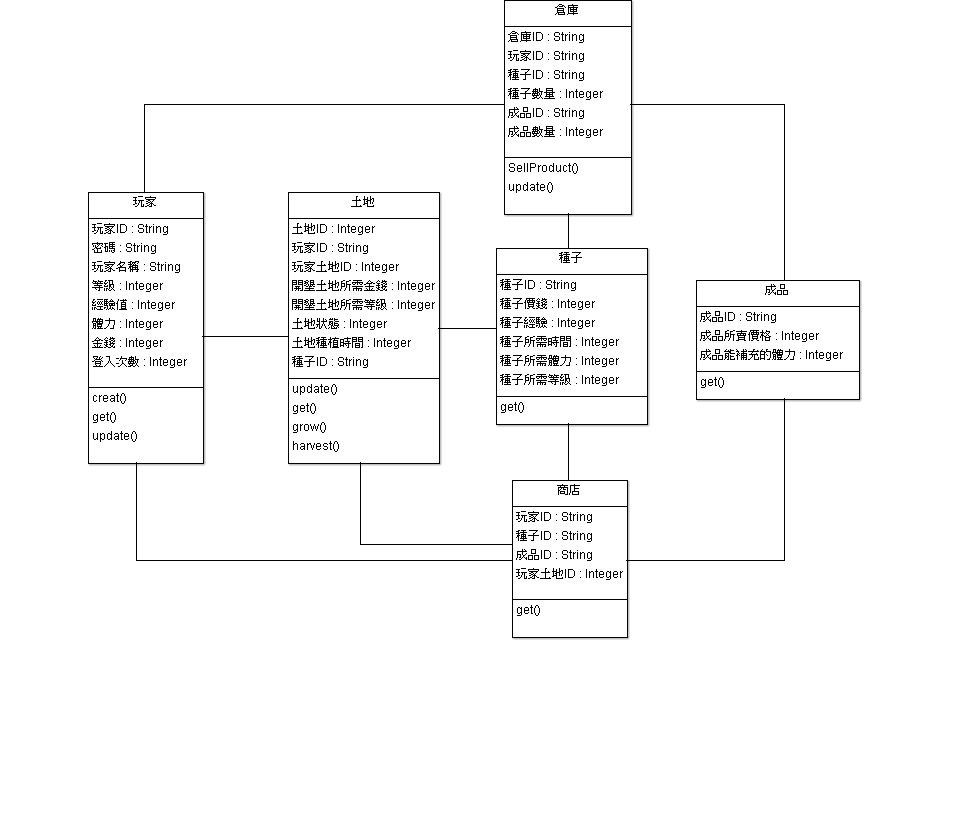 倉庫
倉庫ID : String
玩家ID : String
種子ID : String
種子數量 : Integer
成品ID : String
成品數量 : Integer
SellProduct()
update()
玩家
玩家ID : String
密碼 : String
玩家名稱 : String
等級 : Integer
經驗值 : Integer
體力 : Integer
金錢 : Integer
登入次數 : Integer
creat()
get()
update()
土地
土地ID : Integer
玩家ID : String
玩家土地ID : Integer
開墾土地所需金錢 : Integer
開墾土地所需等級 : Integer
土地狀態 : Integer
土地種植時間 : Integer
種子ID : String
update()
get()
grow()
harvest()
種子
種子ID : String
種子價錢 : Integer
種子經驗 : Integer
種子所需時間 : Integer
種子所需體力 : Integer
種子所需等級 : Integer
get()
成品
成品ID : String
成品所賣價格 : Integer
成品能補充的體力 : Integer
get()
商店
玩家ID : String
種子ID : String
成品ID : String
玩家土地ID : Integer
get()